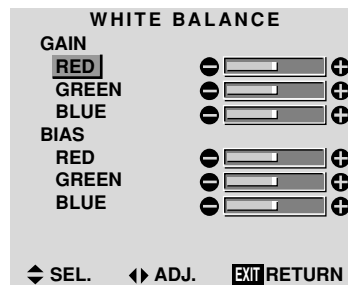 WHITE BALANCE
GAIN
RED
GREEN
BLUE
BIAS
RED
GREEN
BLUE
SEL. ADJ. EXIT RETURN